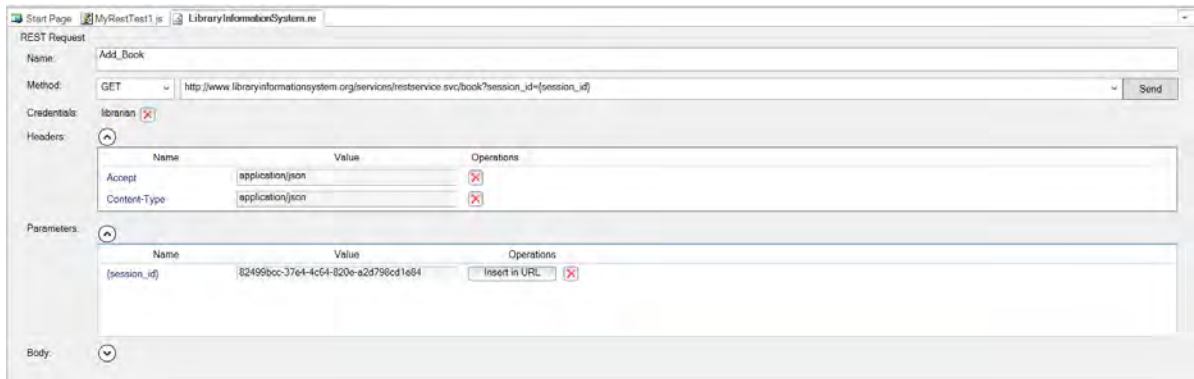 Start Page MyRestTest1.js LibraryInformationSystem.re
REST Request
Name: Add_Book
Method: GET http://www.libraryinformationsystem.org/services/restservice.svc/book?session_id={session_id} Send
Credentials: librarian
Headers:
Name Value Operations
Accept application/json
Content-Type application/json
Parameters:
Name Value Operations
{session_id} 82499bcc-37e4-4c64-820e-a2d798cd1e84 Insert in URL
Body: